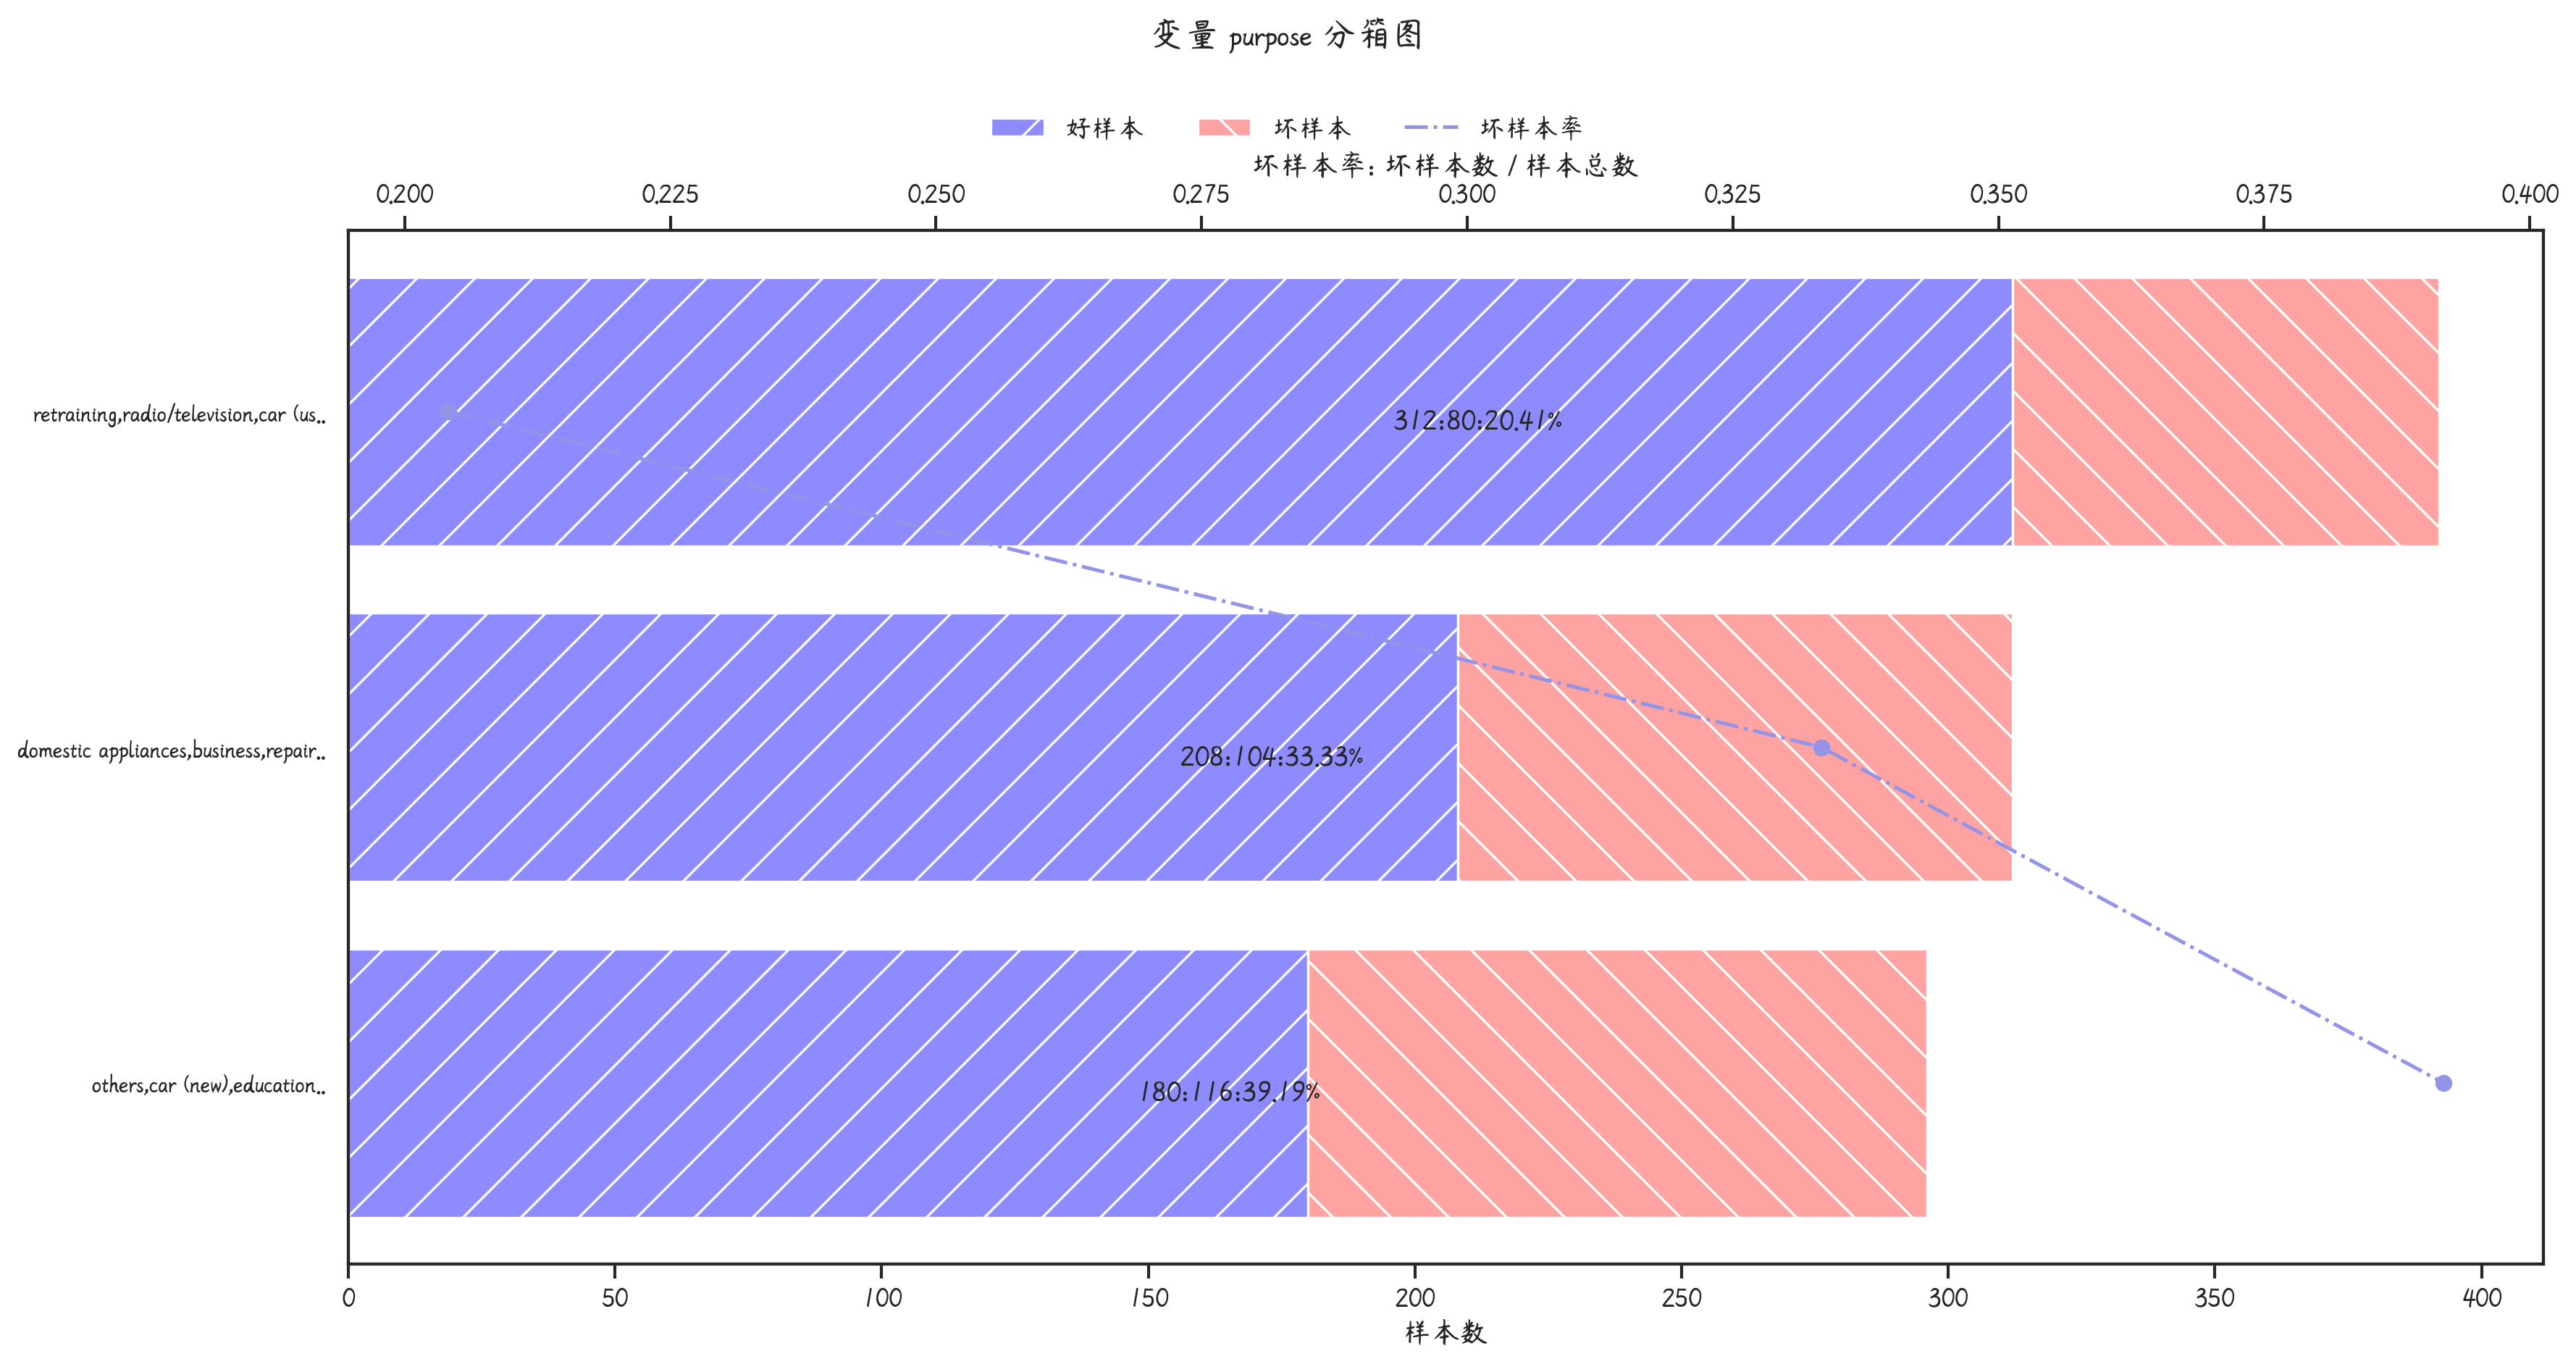 变量 purpose 分箱图
好样本 坏样本 坏样本率
坏样本率: 坏样本数 / 样本总数
0.200 0.225 0.250 0.275 0.300 0.325 0.350 0.375 0.400
retraining,radio/television,car (us.. 312:80:20.41%
domestic appliances,business,repair.. 208:104:33.33%
others,car (new),education.. 180:116:39.19%
0 50 100 150 200 250 300 350 400
样本数